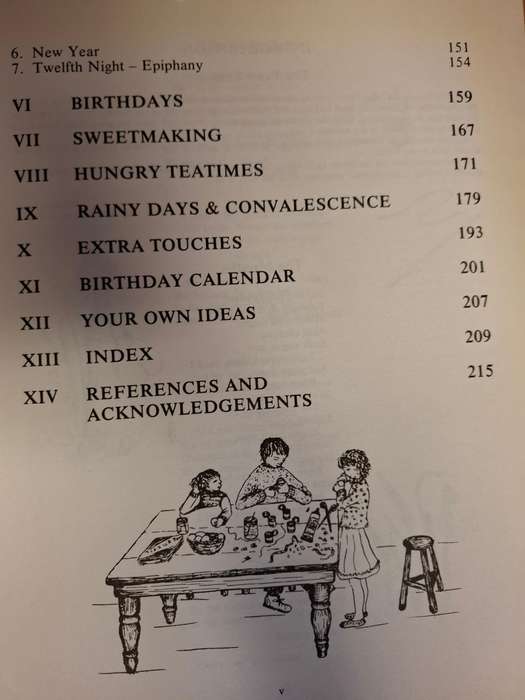 6. New Year 151
7. Twelfth Night – Epiphany 154
VI BIRTHDAYS 159
VII SWEETMAKING 167
VIII HUNGRY TEATIMES 171
IX RAINY DAYS & CONVALESCENCE 179
X EXTRA TOUCHES 193
XI BIRTHDAY CALENDAR 201
XII YOUR OWN IDEAS 207
XIII INDEX 209
XIV REFERENCES AND 215
ACKNOWLEDGEMENTS
v